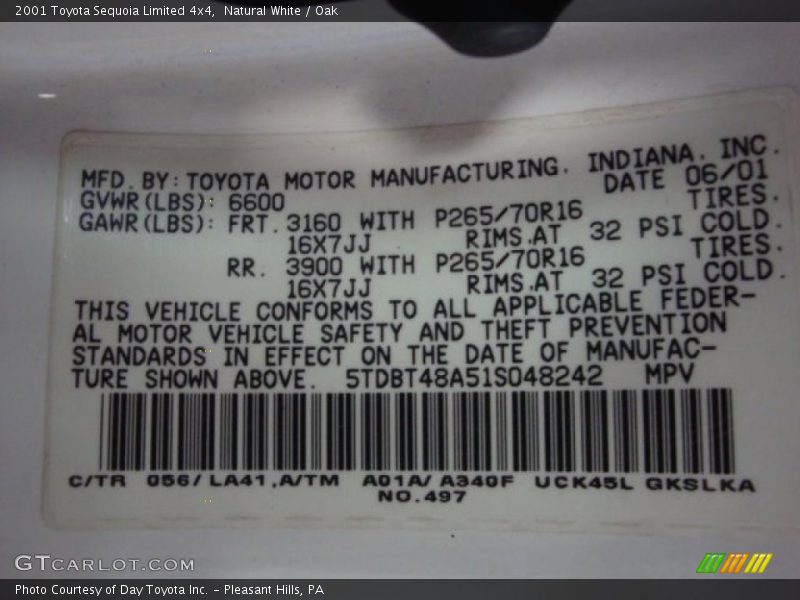 2001 Toyota Sequoia Limited 4x4, Natural White / Oak
MFD. BY: TOYOTA MOTOR MANUFACTURING. INDIANA. INC.
DATE 06/01
GVWR(LBS): 6600
GAWR(LBS): FRT. 3160 WITH P265/70R16 TIRES.
16X7JJ RIMS.AT 32 PSI COLD.
RR. 3900 WITH P265/70R16 TIRES.
16X7JJ RIMS.AT 32 PSI COLD.
THIS VEHICLE CONFORMS TO ALL APPLICABLE FEDER-
AL MOTOR VEHICLE SAFETY AND THEFT PREVENTION
STANDARDS IN EFFECT ON THE DATE OF MANUFAC-
TURE SHOWN ABOVE. 5TDBT48A51S048242 MPV
C/TR 056/LA41.A/TM A01A/A340F UCK45L GKSLKA
NO.497
GTCARLOT.COM
Photo Courtesy of Day Toyota Inc. - Pleasant Hills, PA